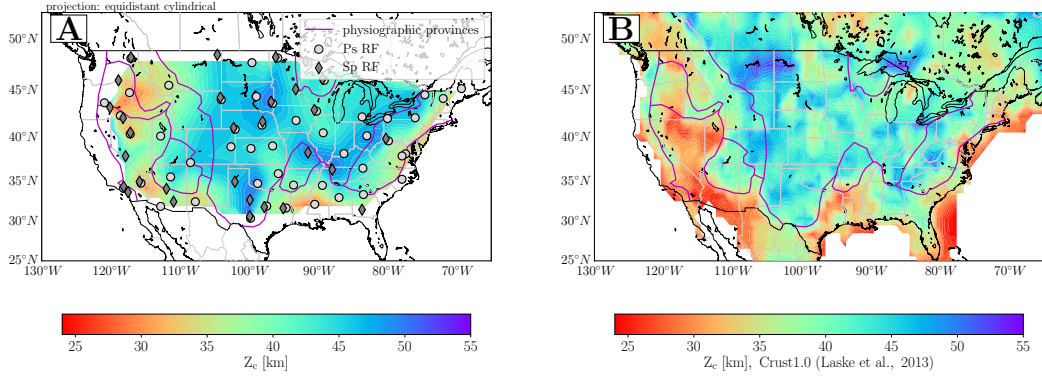 projection: equidistant cylindrical
A
physiographic provinces
Ps RF
Sp RF
50°N
45°N
40°N
35°N
30°N
25°N
130°W 120°W 110°W 100°W 90°W 80°W 70°W
25 30 35 40 45 50 55
Z_c [km]
B
50°N
45°N
40°N
35°N
30°N
25°N
130°W 120°W 110°W 100°W 90°W 80°W 70°W
25 30 35 40 45 50 55
Z_c [km], Crust1.0 (Laske et al., 2013)